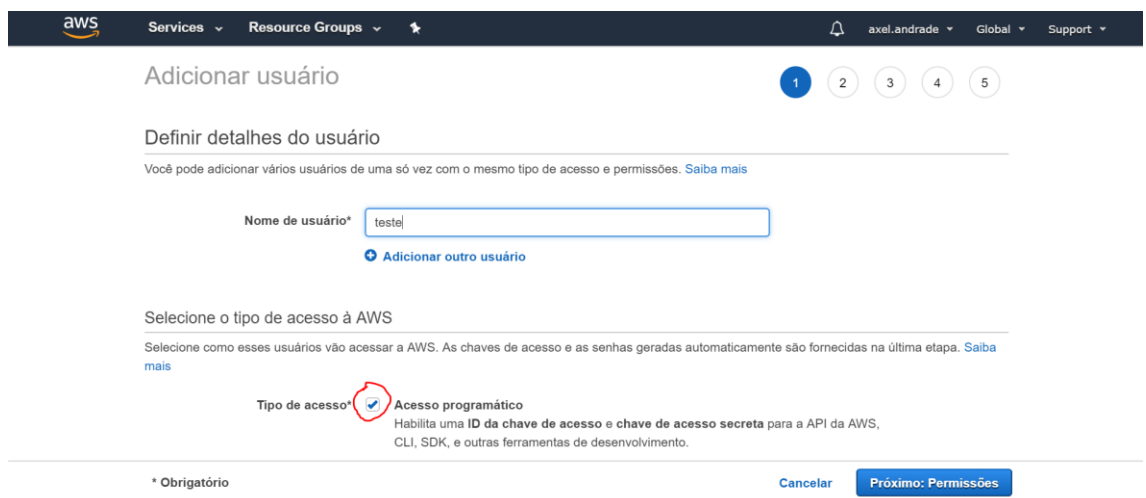 aws Services Resource Groups axel.andrade Global Support
Adicionar usuário 1 2 3 4 5
Definir detalhes do usuário
Você pode adicionar vários usuários de uma só vez com o mesmo tipo de acesso e permissões. Saiba mais
Nome de usuário* teste
Adicionar outro usuário
Selecione o tipo de acesso à AWS
Selecione como esses usuários vão acessar a AWS. As chaves de acesso e as senhas geradas automaticamente são fornecidas na última etapa. Saiba
mais
Tipo de acesso* Acesso programático
Habilita uma ID da chave de acesso e chave de acesso secreta para a API da AWS,
CLI, SDK, e outras ferramentas de desenvolvimento.
* Obrigatório Cancelar Próximo: Permissões